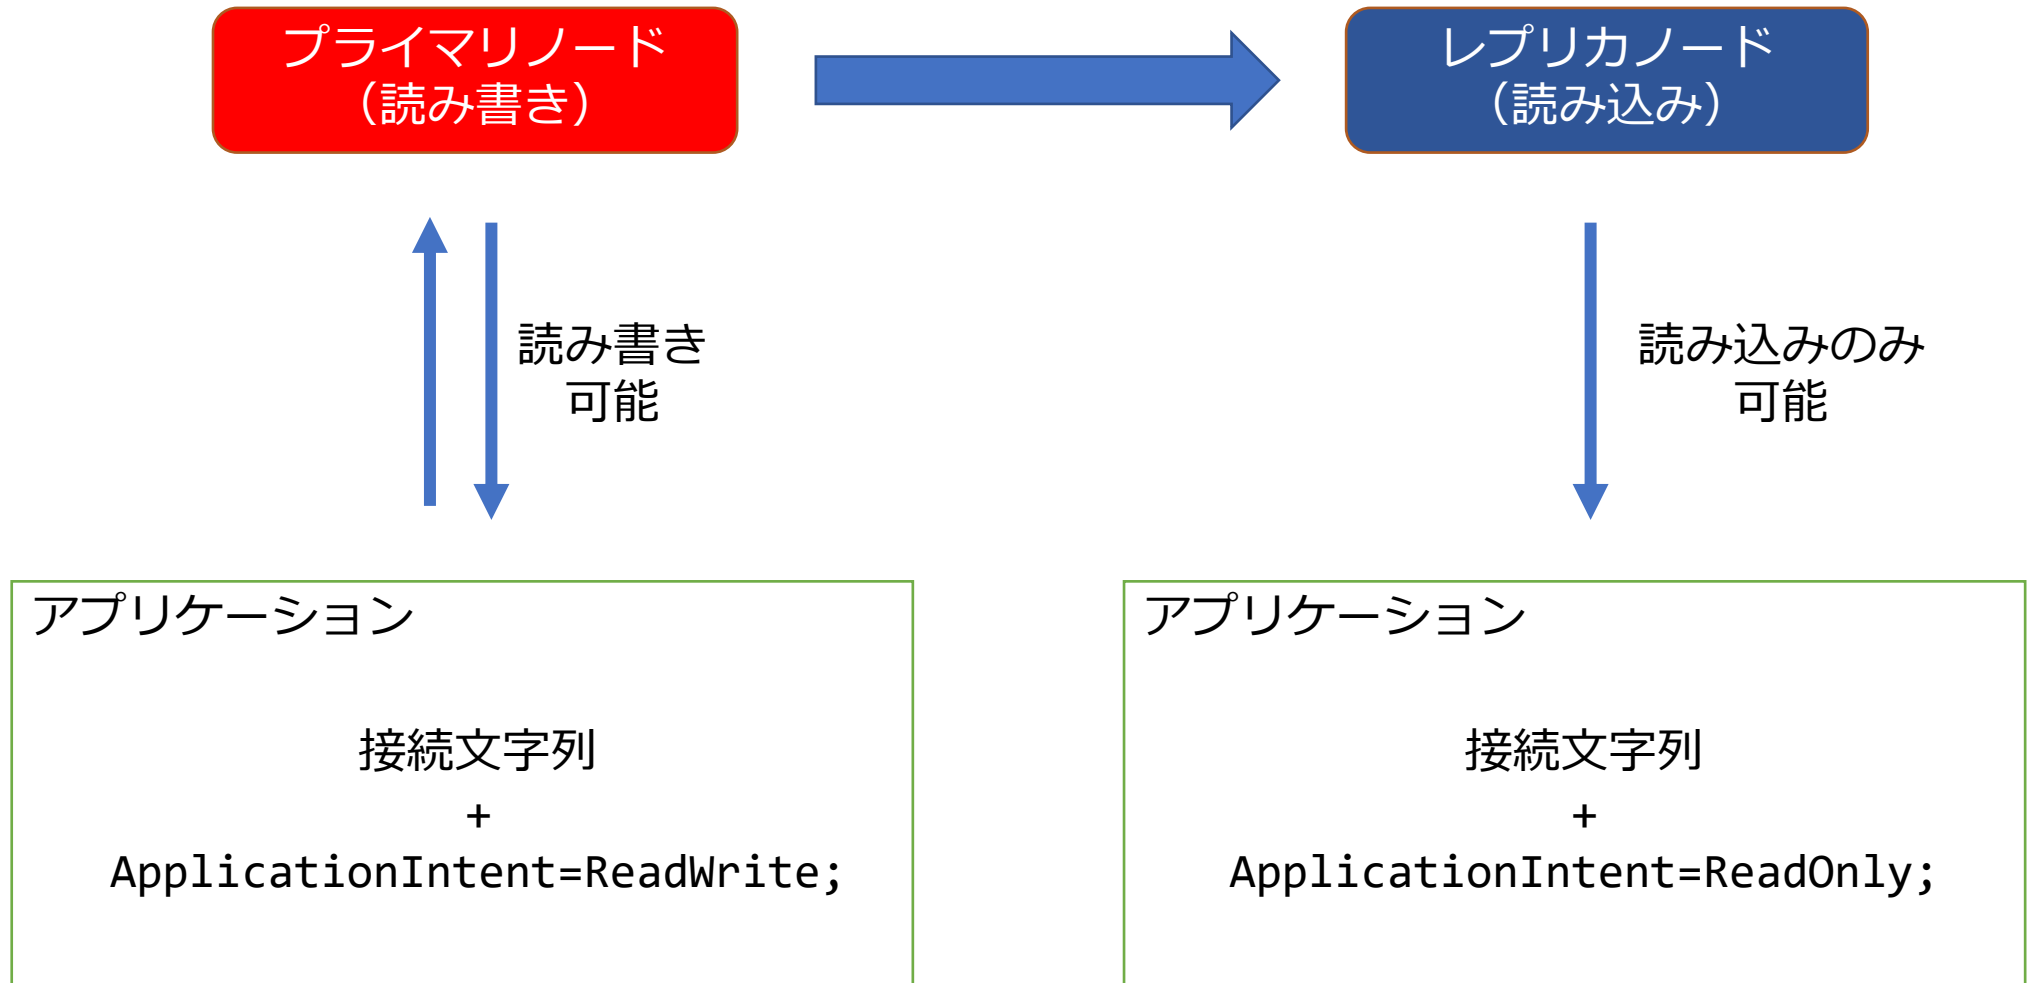 プライマリノード
（読み書き）
レプリカノード
（読み込み）
読み書き
可能
読み込みのみ
可能
アプリケーション
接続文字列
+
ApplicationIntent=ReadWrite;
アプリケーション
接続文字列
+
ApplicationIntent=ReadOnly;